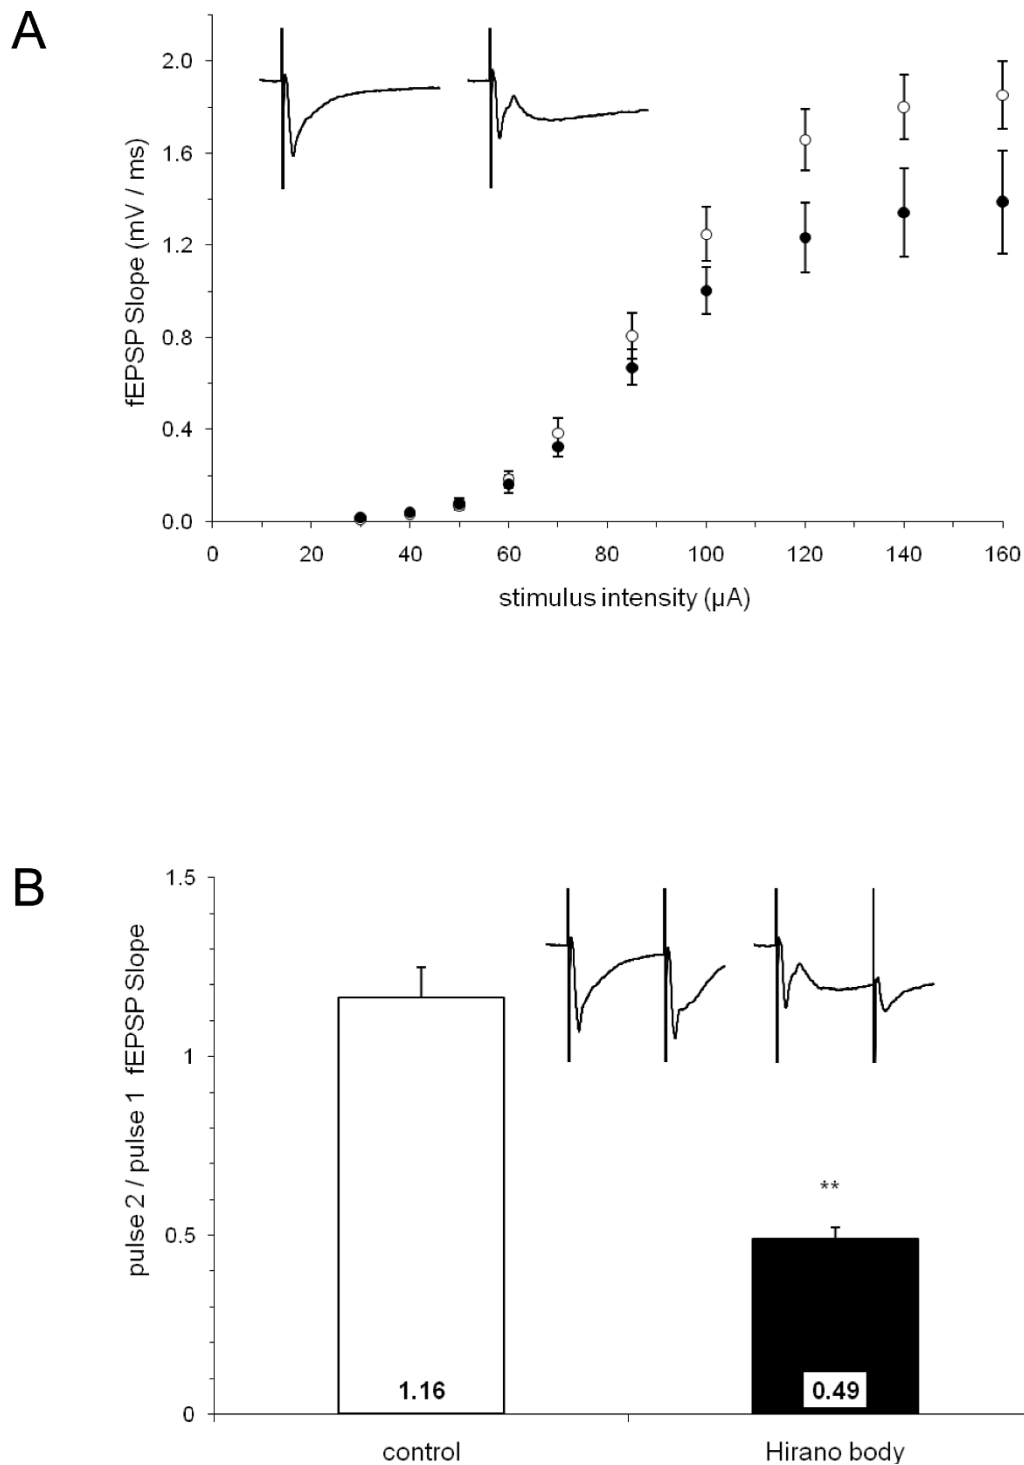 A
2.0
1.6
1.2
0.8
0.4
0.0
fEPSP Slope (mV / ms)
0 20 40 60 80 100 120 140 160
stimulus intensity (µA)
B
1.5
1
0.5
0
pulse 2 / pulse 1 fEPSP Slope
**
1.16
0.49
control
Hirano body